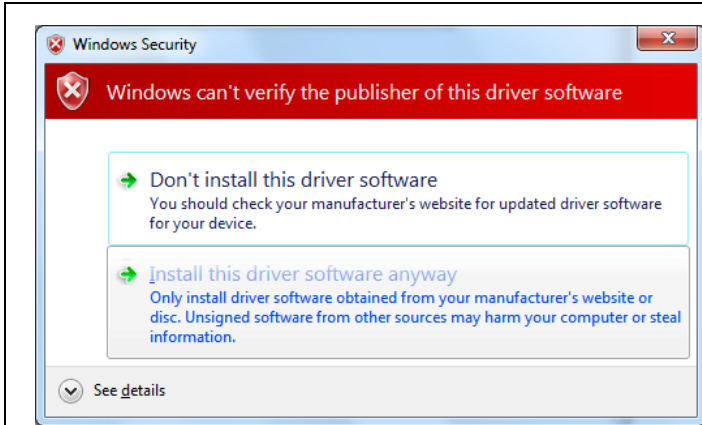 Windows Security
Windows can't verify the publisher of this driver software
Don't install this driver software
You should check your manufacturer's website for updated driver software
for your device.
Install this driver software anyway
Only install driver software obtained from your manufacturer's website or
disc. Unsigned software from other sources may harm your computer or steal
information.
See details